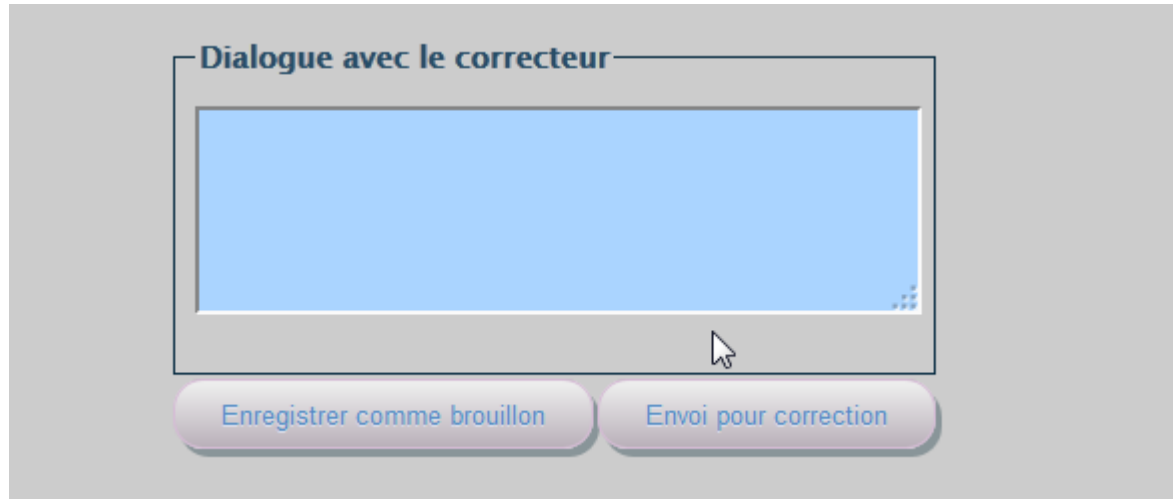 Dialogue avec le correcteur
Enregistrer comme brouillon
Envoi pour correction